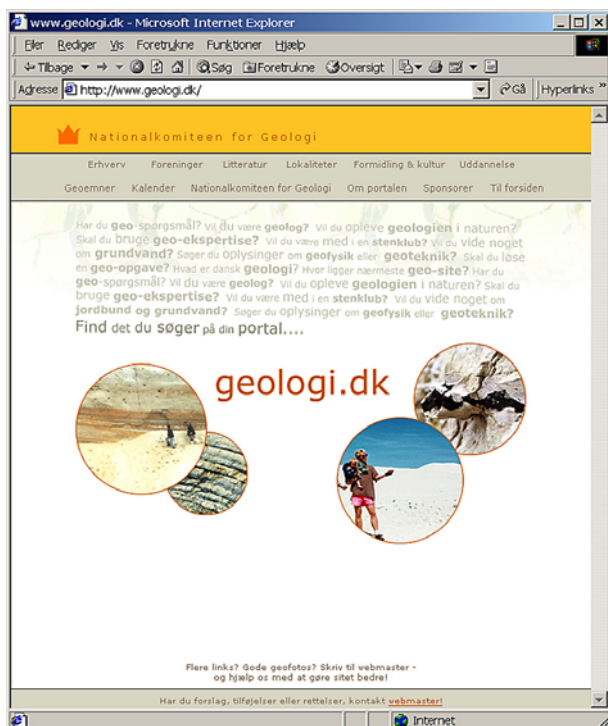 www.geologi.dk - Microsoft Internet Explorer
Filer Rediger Vis Foretrukne Funktioner Hjælp
Tilbage Søg Foretrukne Oversigt
Adresse http://www.geologi.dk/ Gå Hyperlinks »
Nationalkomiteen for Geologi
Erhverv Foreninger Litteratur Lokaliteter Formidling & kultur Uddannelse
Geoemner Kalender Nationalkomiteen for Geologi Om portalen Sponsorer Til forsiden
Har du geo-spørgsmål? Vil du være geolog? Vil du opleve geologien i naturen?
Skal du bruge geo-ekspertise? Vil du være med i en stenklub? Vil du vide noget
om grundvand? Søger du oplysinger om geofysik eller geoteknik? Skal du løse
en geo-opgave? Hvad er dansk geologi? Hvor ligger nærmeste geo-site? Har du
geo-spørgsmål? Vil du være geolog? Vil du opleve geologien i naturen? Skal du
bruge geo-ekspertise? Vil du være med i en stenklub? Vil du vide noget om
jordbund og grundvand? Søger du oplysinger om geofysik eller geoteknik?
Find det du søger på din portal....
geologi.dk
Flere links? Gode geofotos? Skriv til webmaster -
og hjælp os med at gøre sitet bedre!
Har du forslag, tilføjelser eller rettelser, kontakt webmaster!
Internet